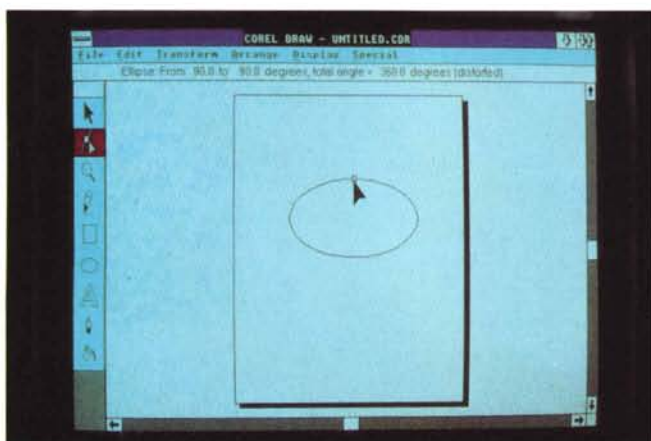 COREL DRAW - UNTITLED.CDR
File Edit Transform Arrange Display Special
Ellipse: From 90.0 to 90.0 degrees, total angle = 360.0 degrees (distorted)